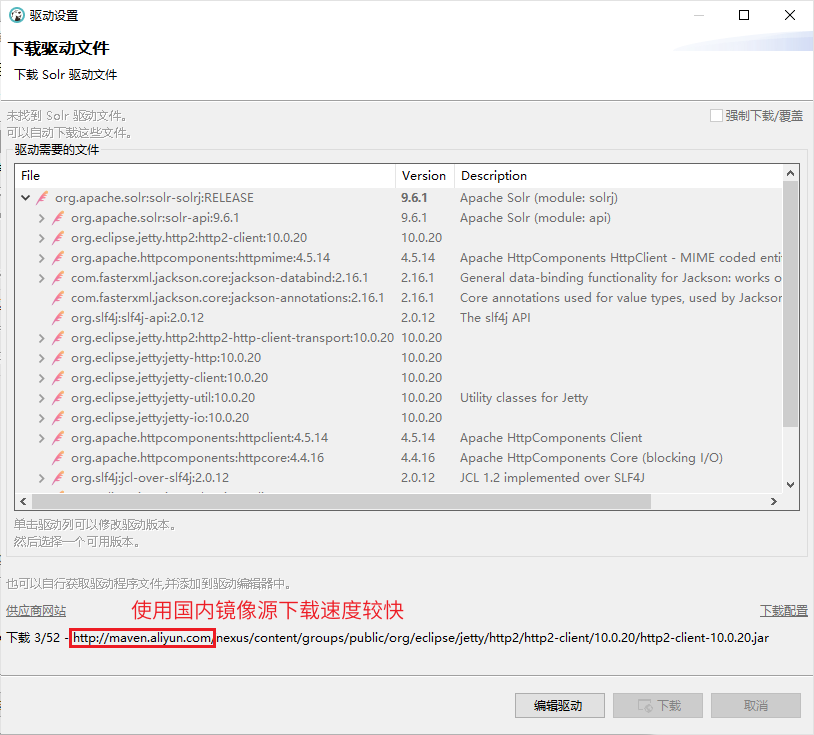 驱动设置
下载驱动文件
下载 Solr 驱动文件
未找到 Solr 驱动文件。
强制下载/覆盖
可以自动下载这些文件。
驱动需要的文件
File Version Description
org.apache.solr:solr-solrj:RELEASE 9.6.1 Apache Solr (module: solrj)
org.apache.solr:solr-api:9.6.1 9.6.1 Apache Solr (module: api)
org.eclipse.jetty.http2:http2-client:10.0.20 10.0.20
org.apache.httpcomponents:httpmime:4.5.14 4.5.14 Apache HttpComponents HttpClient - MIME coded enti
com.fasterxml.jackson.core:jackson-databind:2.16.1 2.16.1 General data-binding functionality for Jackson: works o
com.fasterxml.jackson.core:jackson-annotations:2.16.1 2.16.1 Core annotations used for value types, used by Jackson
org.slf4j:slf4j-api:2.0.12 2.0.12 The slf4j API
org.eclipse.jetty.http2:http2-http-client-transport:10.0.20 10.0.20
org.eclipse.jetty:jetty-http:10.0.20 10.0.20
org.eclipse.jetty:jetty-client:10.0.20 10.0.20
org.eclipse.jetty:jetty-util:10.0.20 10.0.20 Utility classes for Jetty
org.eclipse.jetty:jetty-io:10.0.20 10.0.20
org.apache.httpcomponents:httpclient:4.5.14 4.5.14 Apache HttpComponents Client
org.apache.httpcomponents:httpcore:4.4.16 4.4.16 Apache HttpComponents Core (blocking I/O)
org.slf4j:jcl-over-slf4j:2.0.12 2.0.12 JCL 1.2 implemented over SLF4J
单击驱动列可以修改驱动版本。
然后选择一个可用版本。
也可以自行获取驱动程序文件,并添加到驱动编辑器中。
供应商网站
使用国内镜像源下载速度较快
下载配置
下载 3/52 - http://maven.aliyun.com/nexus/content/groups/public/org/eclipse/jetty/http2/http2-client/10.0.20/http2-client-10.0.20.jar
编辑驱动
下载
取消